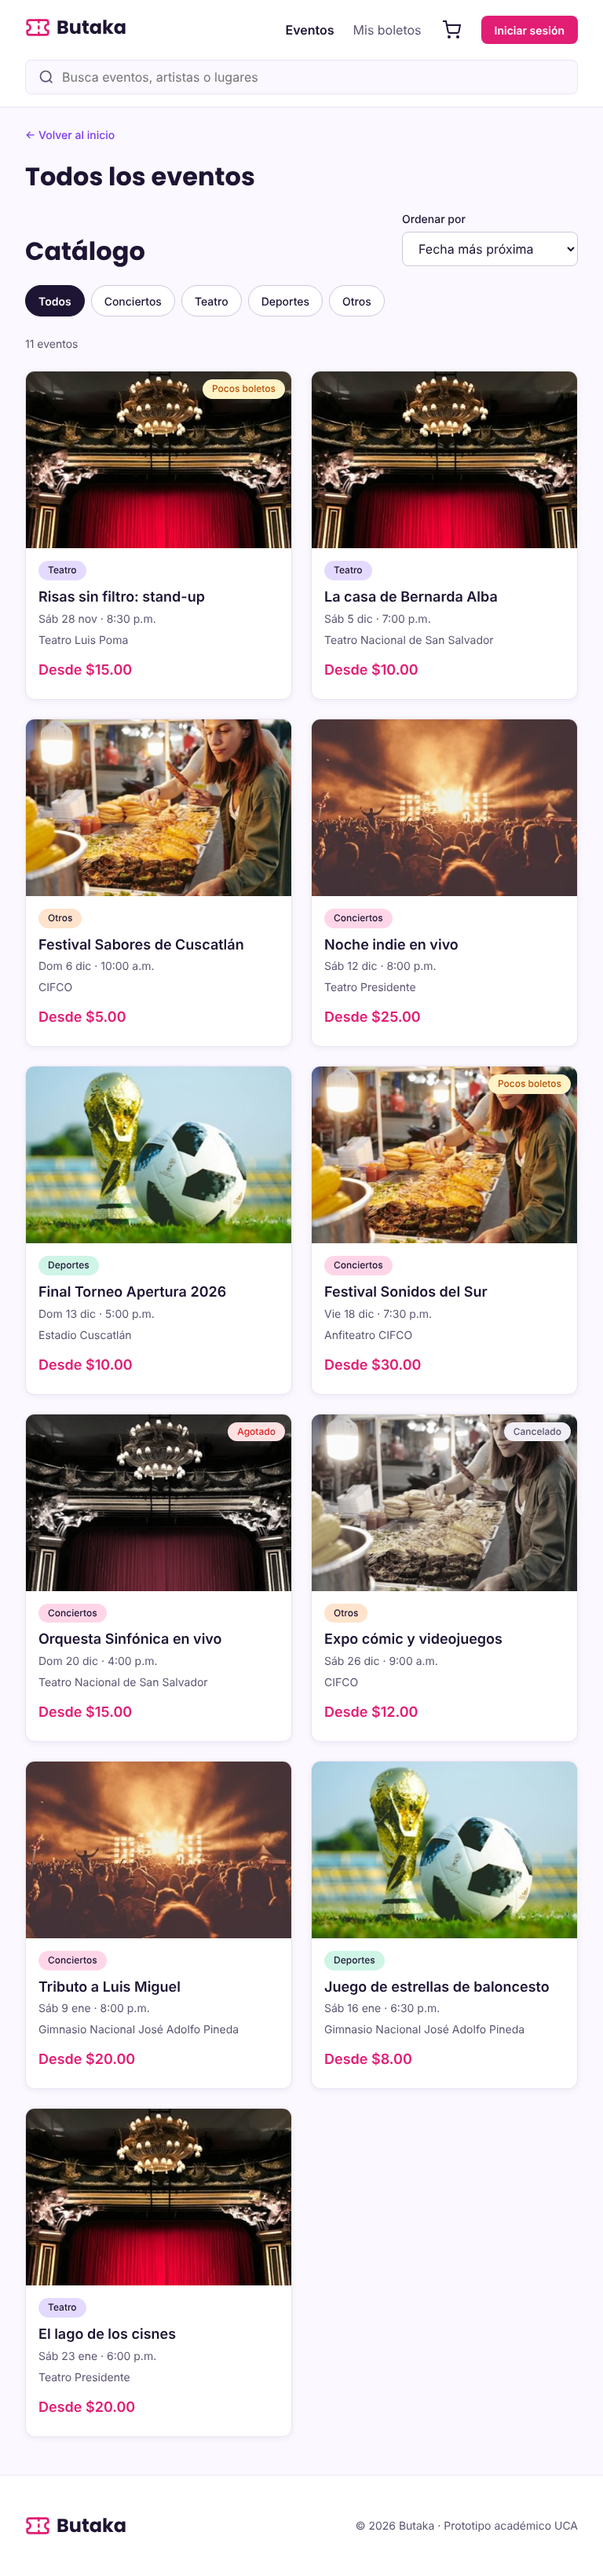 Butaka
Eventos
Mis boletos
Iniciar sesión
Busca eventos, artistas o lugares
← Volver al inicio
Todos los eventos
Ordenar por
Catálogo
Fecha más próxima
Todos
Conciertos
Teatro
Deportes
Otros
11 eventos
Pocos boletos
Teatro
Risas sin filtro: stand-up
Sáb 28 nov · 8:30 p.m.
Teatro Luis Poma
Desde $15.00
Teatro
La casa de Bernarda Alba
Sáb 5 dic · 7:00 p.m.
Teatro Nacional de San Salvador
Desde $10.00
Otros
Festival Sabores de Cuscatlán
Dom 6 dic · 10:00 a.m.
CIFCO
Desde $5.00
Conciertos
Noche indie en vivo
Sáb 12 dic · 8:00 p.m.
Teatro Presidente
Desde $25.00
Deportes
Final Torneo Apertura 2026
Dom 13 dic · 5:00 p.m.
Estadio Cuscatlán
Desde $10.00
Pocos boletos
Conciertos
Festival Sonidos del Sur
Vie 18 dic · 7:30 p.m.
Anfiteatro CIFCO
Desde $30.00
Agotado
Conciertos
Orquesta Sinfónica en vivo
Dom 20 dic · 4:00 p.m.
Teatro Nacional de San Salvador
Desde $15.00
Cancelado
Otros
Expo cómic y videojuegos
Sáb 26 dic · 9:00 a.m.
CIFCO
Desde $12.00
Conciertos
Tributo a Luis Miguel
Sáb 9 ene · 8:00 p.m.
Gimnasio Nacional José Adolfo Pineda
Desde $20.00
Deportes
Juego de estrellas de baloncesto
Sáb 16 ene · 6:30 p.m.
Gimnasio Nacional José Adolfo Pineda
Desde $8.00
Teatro
El lago de los cisnes
Sáb 23 ene · 6:00 p.m.
Teatro Presidente
Desde $20.00
Butaka
© 2026 Butaka · Prototipo académico UCA